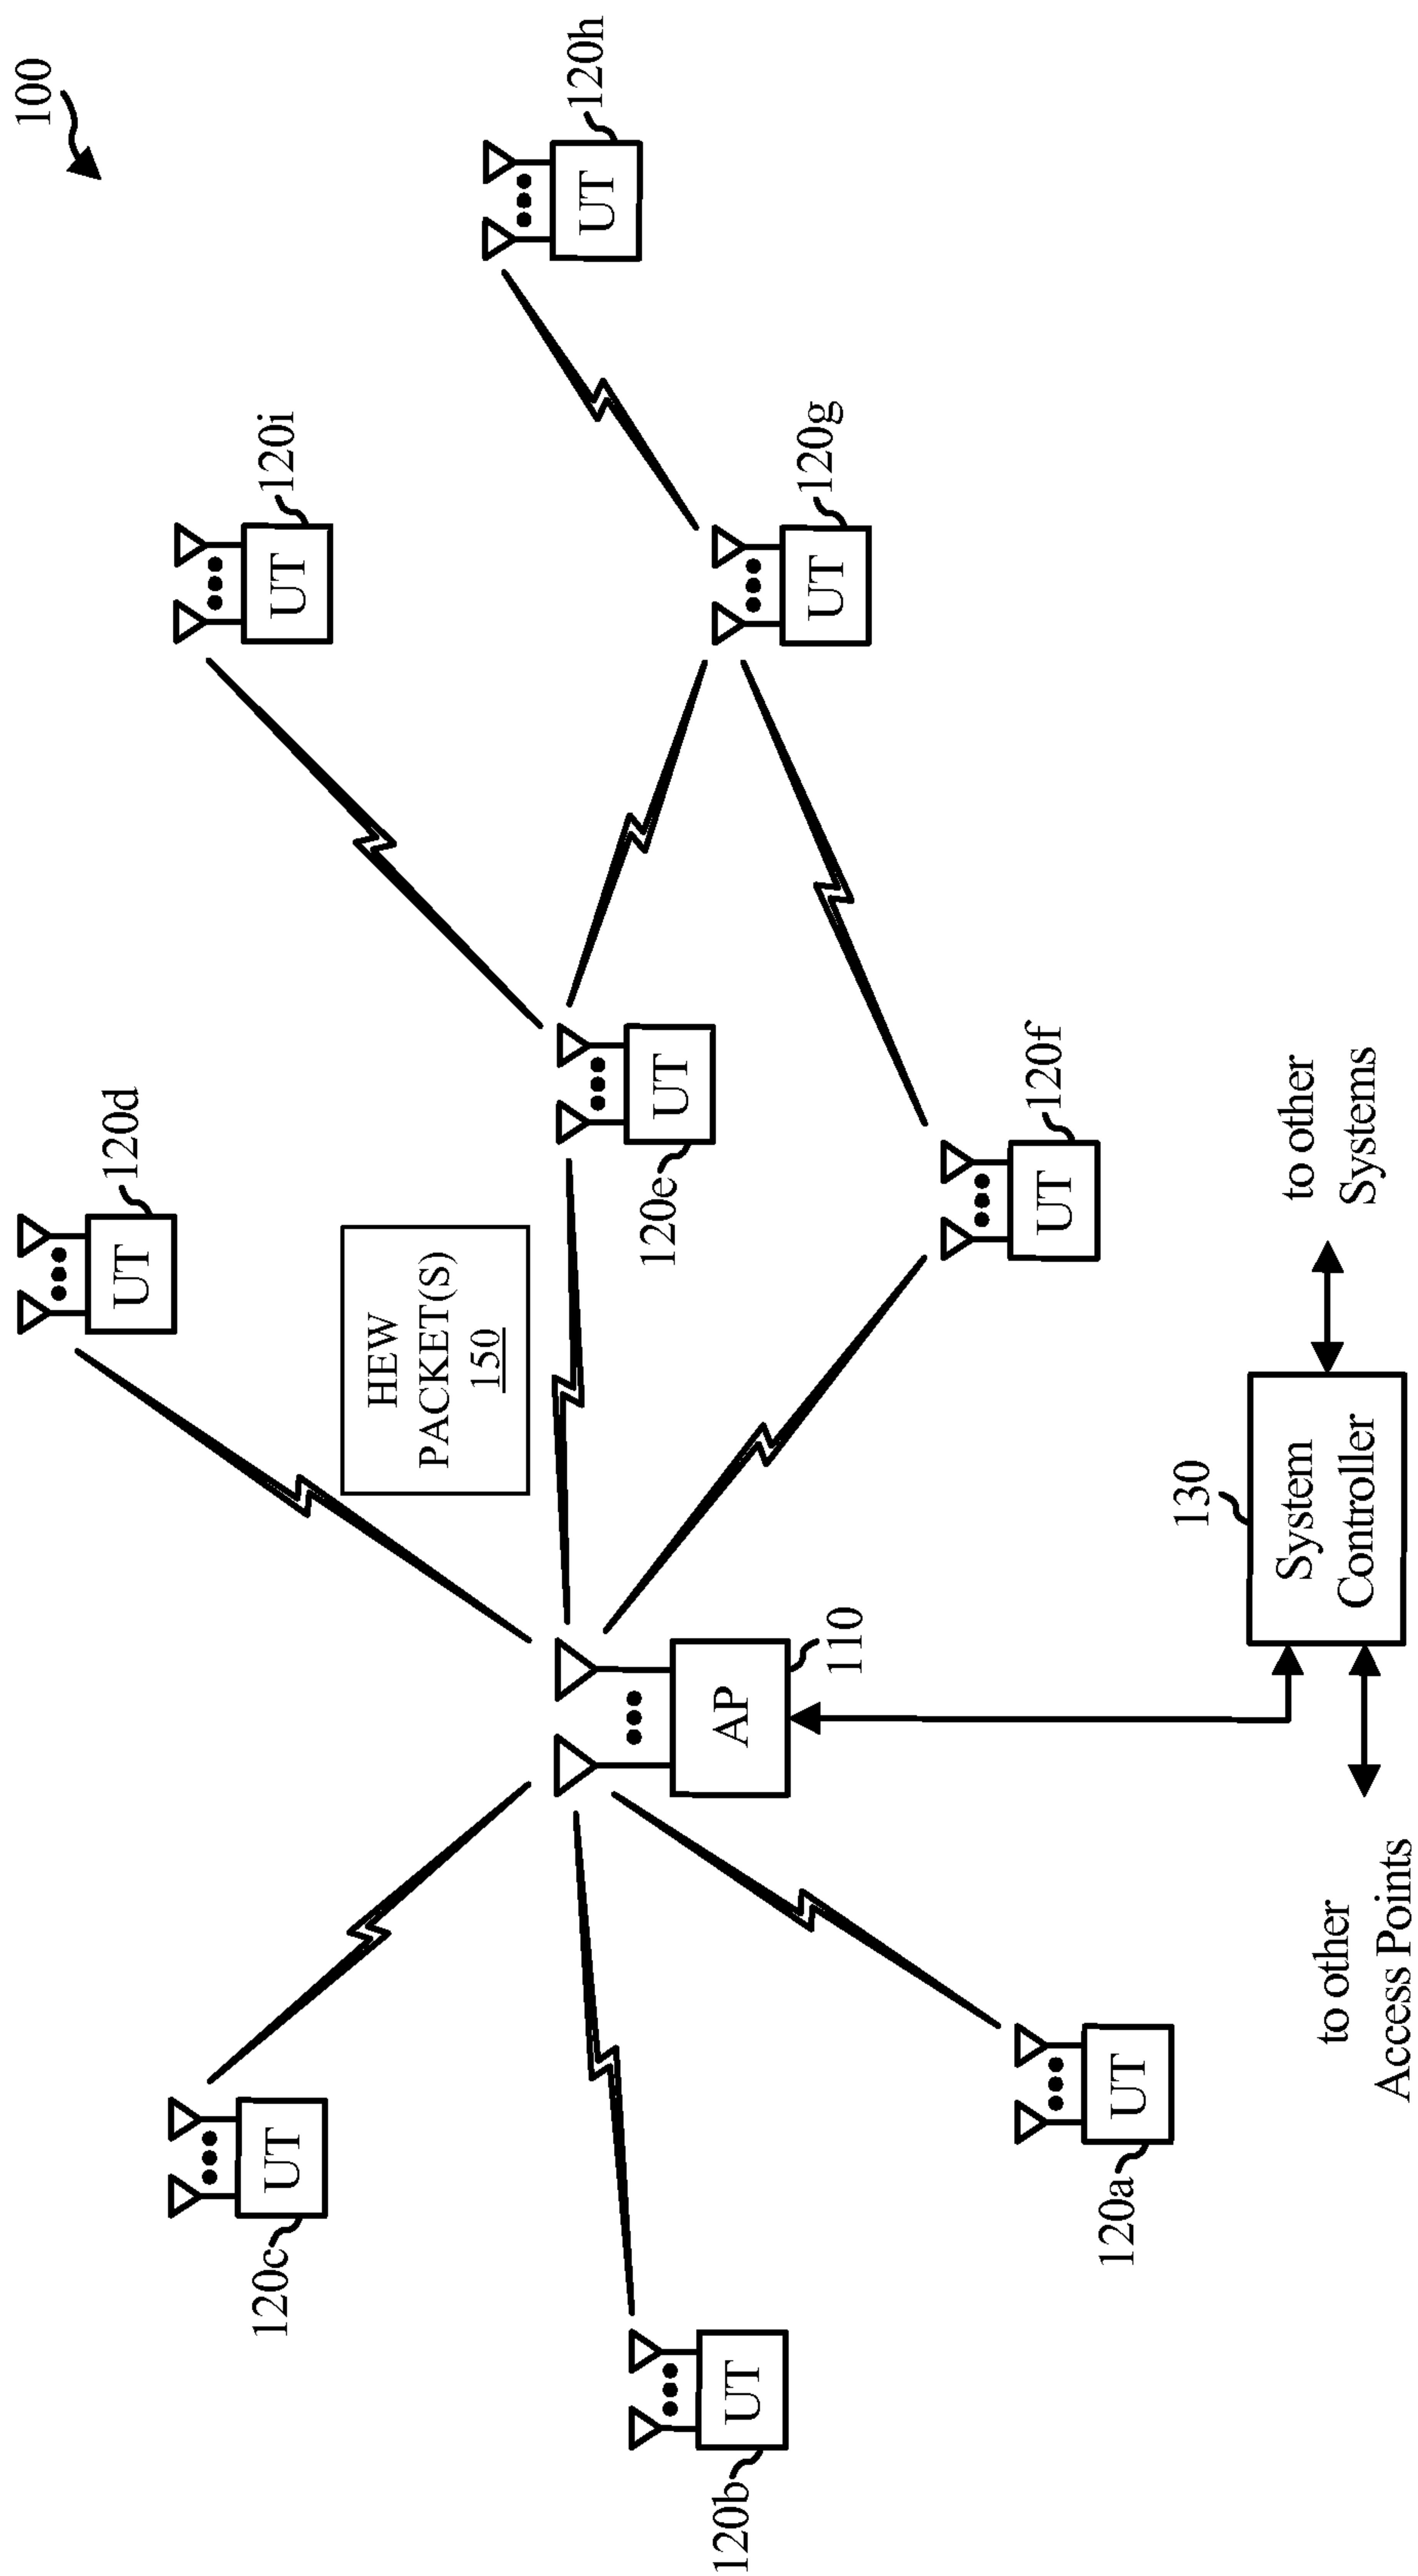 100
UT
120d
UT
120i
UT
120c
HEW
PACKET(S)
150
UT
120h
UT
120e
UT
120g
AP
110
UT
120b
UT
120f
UT
120a
130
System
Controller
to other
Systems
to other
Access Points